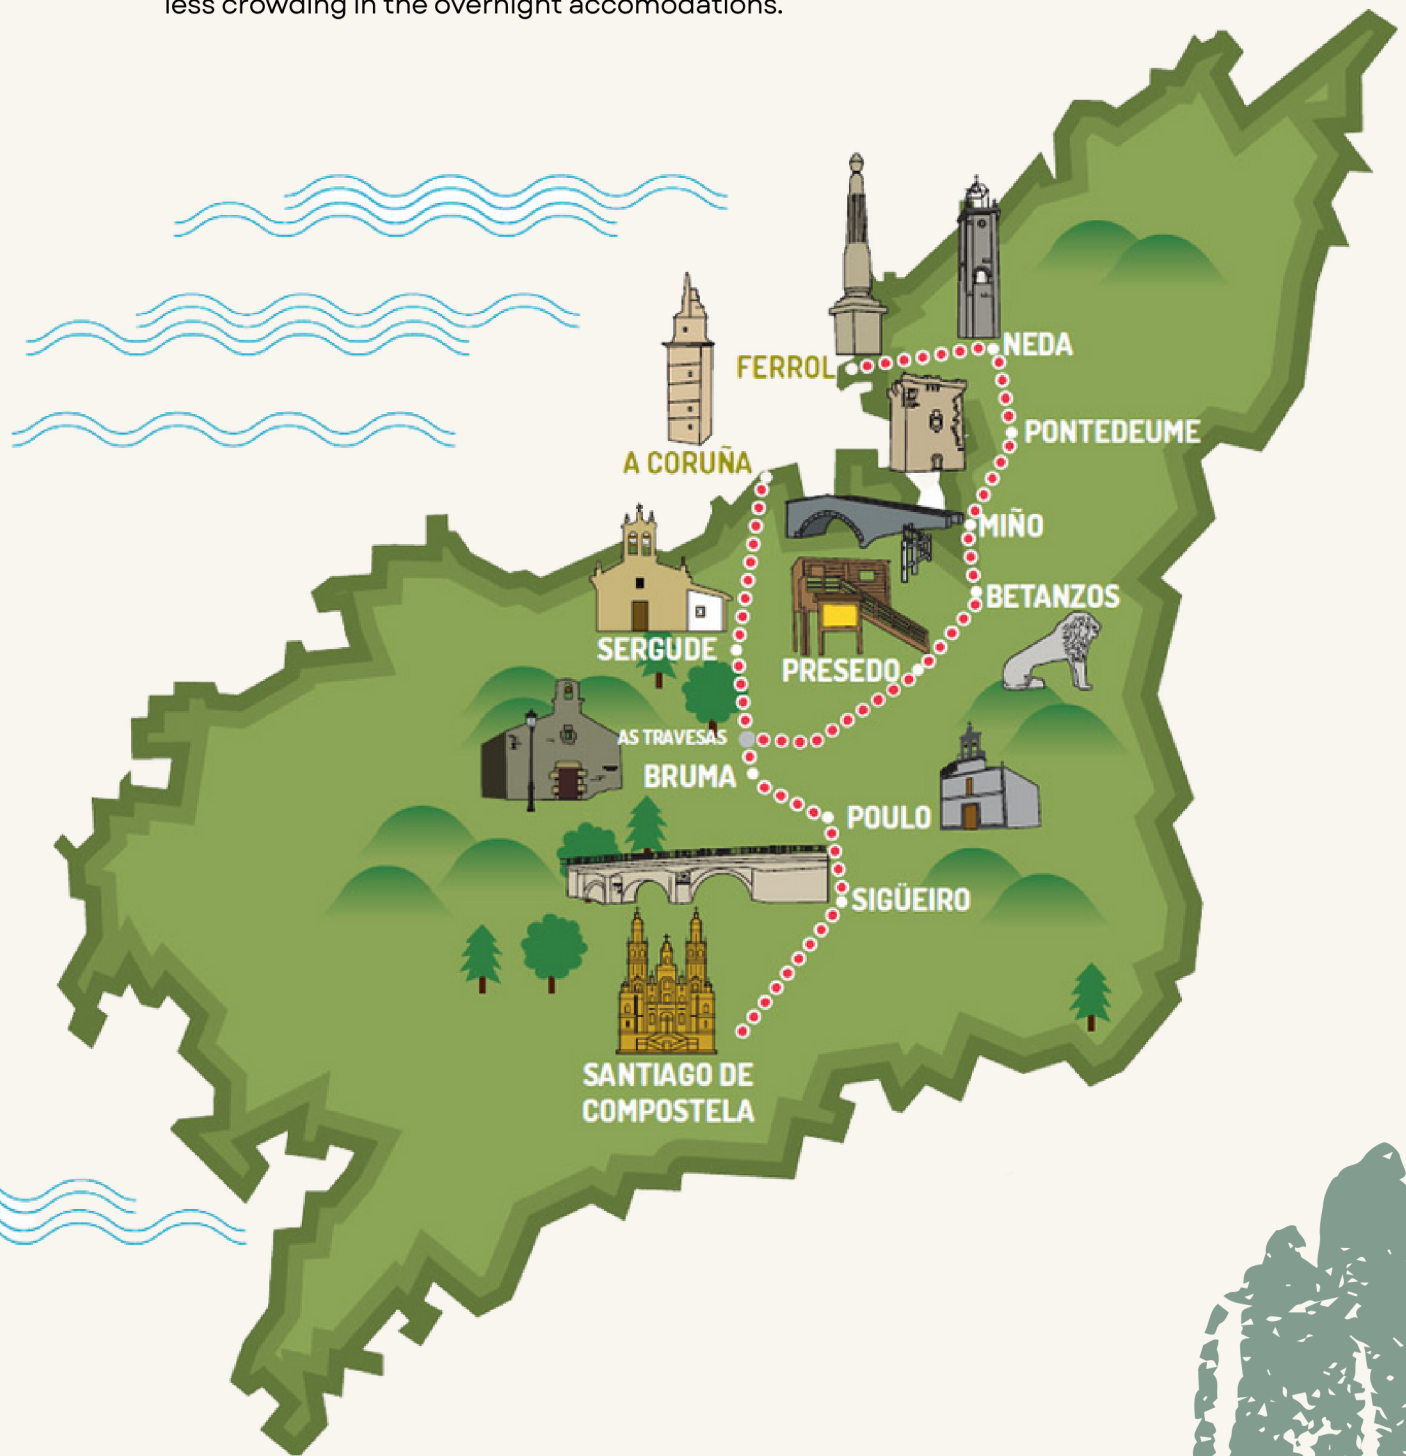 less crowding in the overnight accomodations.
NEDA
FERROL
PONTEDEUME
A CORUÑA
MIÑO
BETANZOS
SERGUDE
PRESEDO
AS TRAVESAS
BRUMA
POULO
SIGÜEIRO
SANTIAGO DE
COMPOSTELA